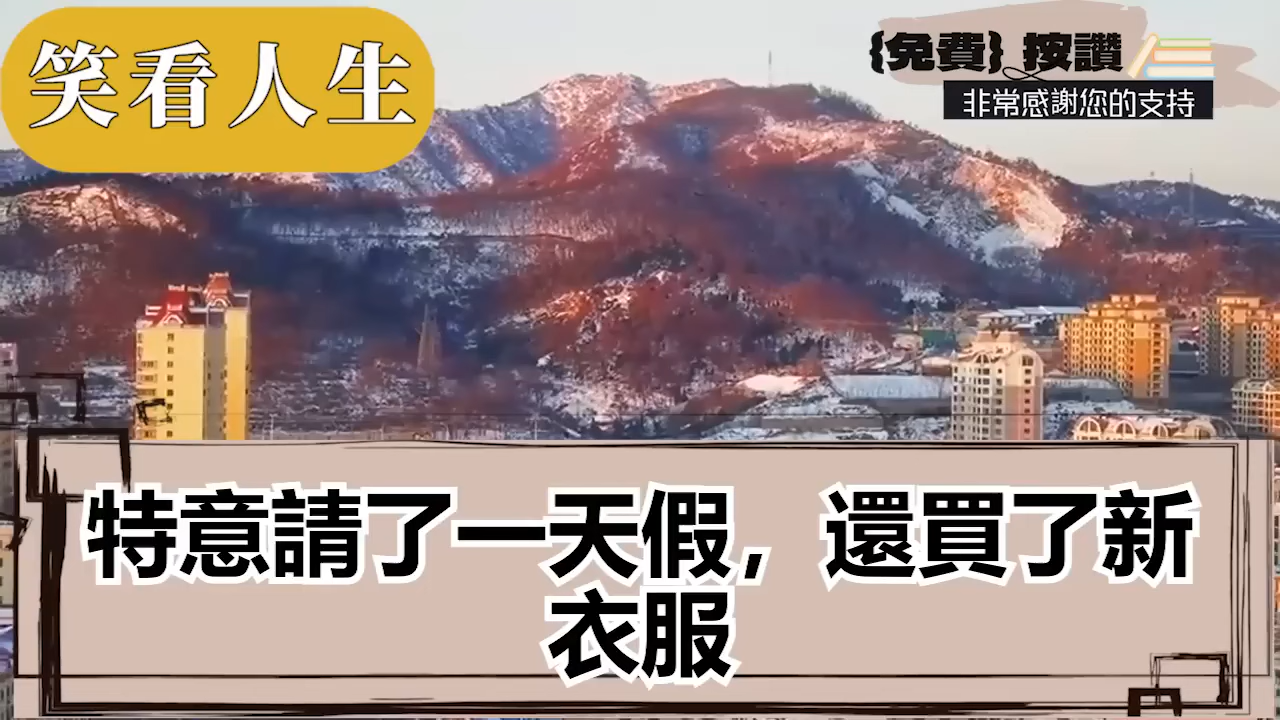 笑看人生
{免費} 按讚
非常感謝您的支持
特意請了一天假，還買了新
衣服